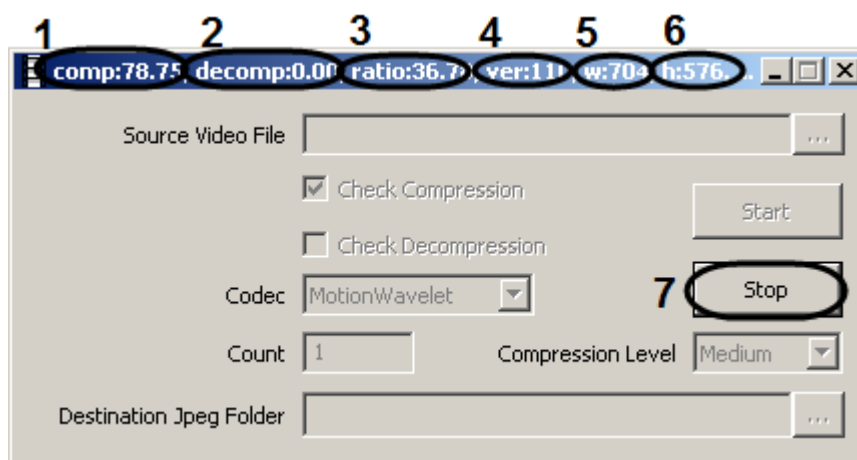 1 2 3 4 5 6
comp:78.75, decomp:0.00, ratio:36.7 ver:11 w:704, h:576. ..
Source Video File ...
Check Compression
Start
Check Decompression
Codec MotionWavelet
7 Stop
Count 1 Compression Level Medium
Destination Jpeg Folder ...